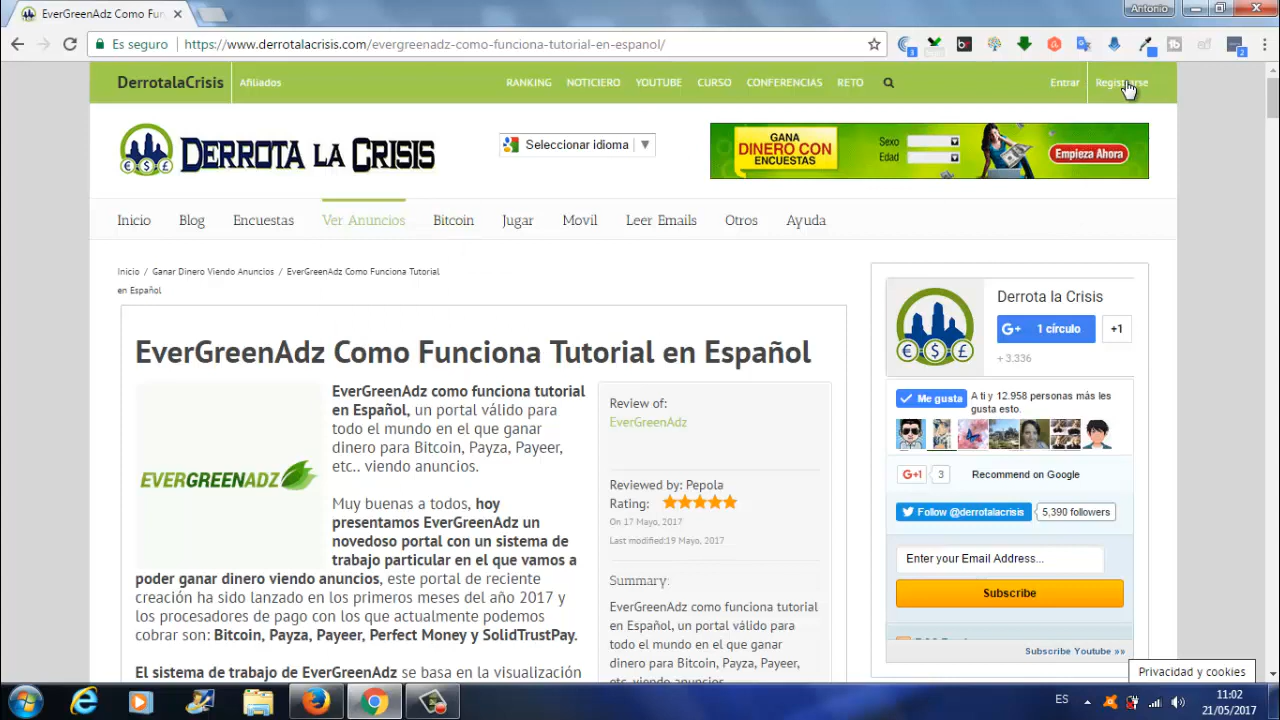 EverGreenAdz Como Fun
Antonio
Es seguro
https://www.derrotalacrisis.com/evergreenadz-como-funciona-tutorial-en-espanol/
DerrotalaCrisis
Afiliados
RANKING
NOTICIERO
YOUTUBE
CURSO
CONFERENCIAS
RETO
Entrar
Registrarse
DERROTA LA CRISIS
Seleccionar idioma
GANA
DINERO CON
ENCUESTAS
Sexo
Edad
Empieza Ahora
Inicio
Blog
Encuestas
Ver Anuncios
Bitcoin
Jugar
Movil
Leer Emails
Otros
Ayuda
Inicio / Ganar Dinero Viendo Anuncios / EverGreenAdz Como Funciona Tutorial
en Español
EverGreenAdz Como Funciona Tutorial en Español
EVERGREENADZ
EverGreenAdz como funciona tutorial
en Español, un portal válido para
todo el mundo en el que ganar
dinero para Bitcoin, Payza, Payeer,
etc.. viendo anuncios.
Muy buenas a todos, hoy
presentamos EverGreenAdz un
novedoso portal con un sistema de
trabajo particular en el que vamos a
poder ganar dinero viendo anuncios, este portal de reciente
creación ha sido lanzado en los primeros meses del año 2017 y
los procesadores de pago con los que actualmente podemos
cobrar son: Bitcoin, Payza, Payeer, Perfect Money y SolidTrustPay.
El sistema de trabajo de EverGreenAdz se basa en la visualización
Review of:
EverGreenAdz
Reviewed by: Pepola
Rating:
On 17 Mayo, 2017
Last modified:19 Mayo, 2017
Summary:
EverGreenAdz como funciona tutorial
en Español, un portal válido para
todo el mundo en el que ganar
dinero para Bitcoin, Payza, Payeer,
etc.. viendo anuncios.
Derrota la Crisis
G+ 1 círculo
+1
+ 3.336
Me gusta
A ti y 12.958 personas más les
gusta esto.
G+1
3
Recommend on Google
Follow @derrotalacrisis
5,390 followers
Enter your Email Address...
Subscribe
Subscribe Youtube »»
Privacidad y cookies
ES
11:02
21/05/2017